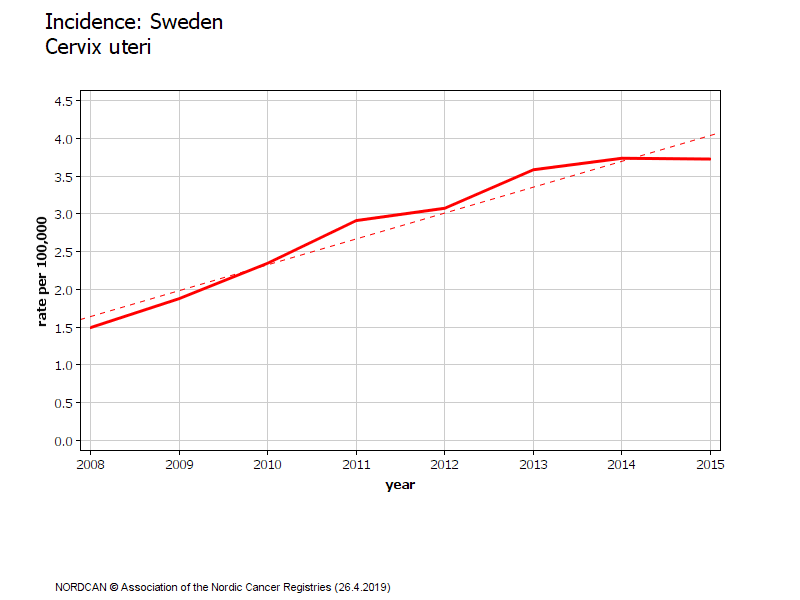 Incidence: Sweden
Cervix uteri
4.5
4.0
3.5
3.0
2.5
2.0
1.5
1.0
0.5
0.0
rate per 100,000
2008 2009 2010 2011 2012 2013 2014 2015
year
NORDCAN © Association of the Nordic Cancer Registries (26.4.2019)